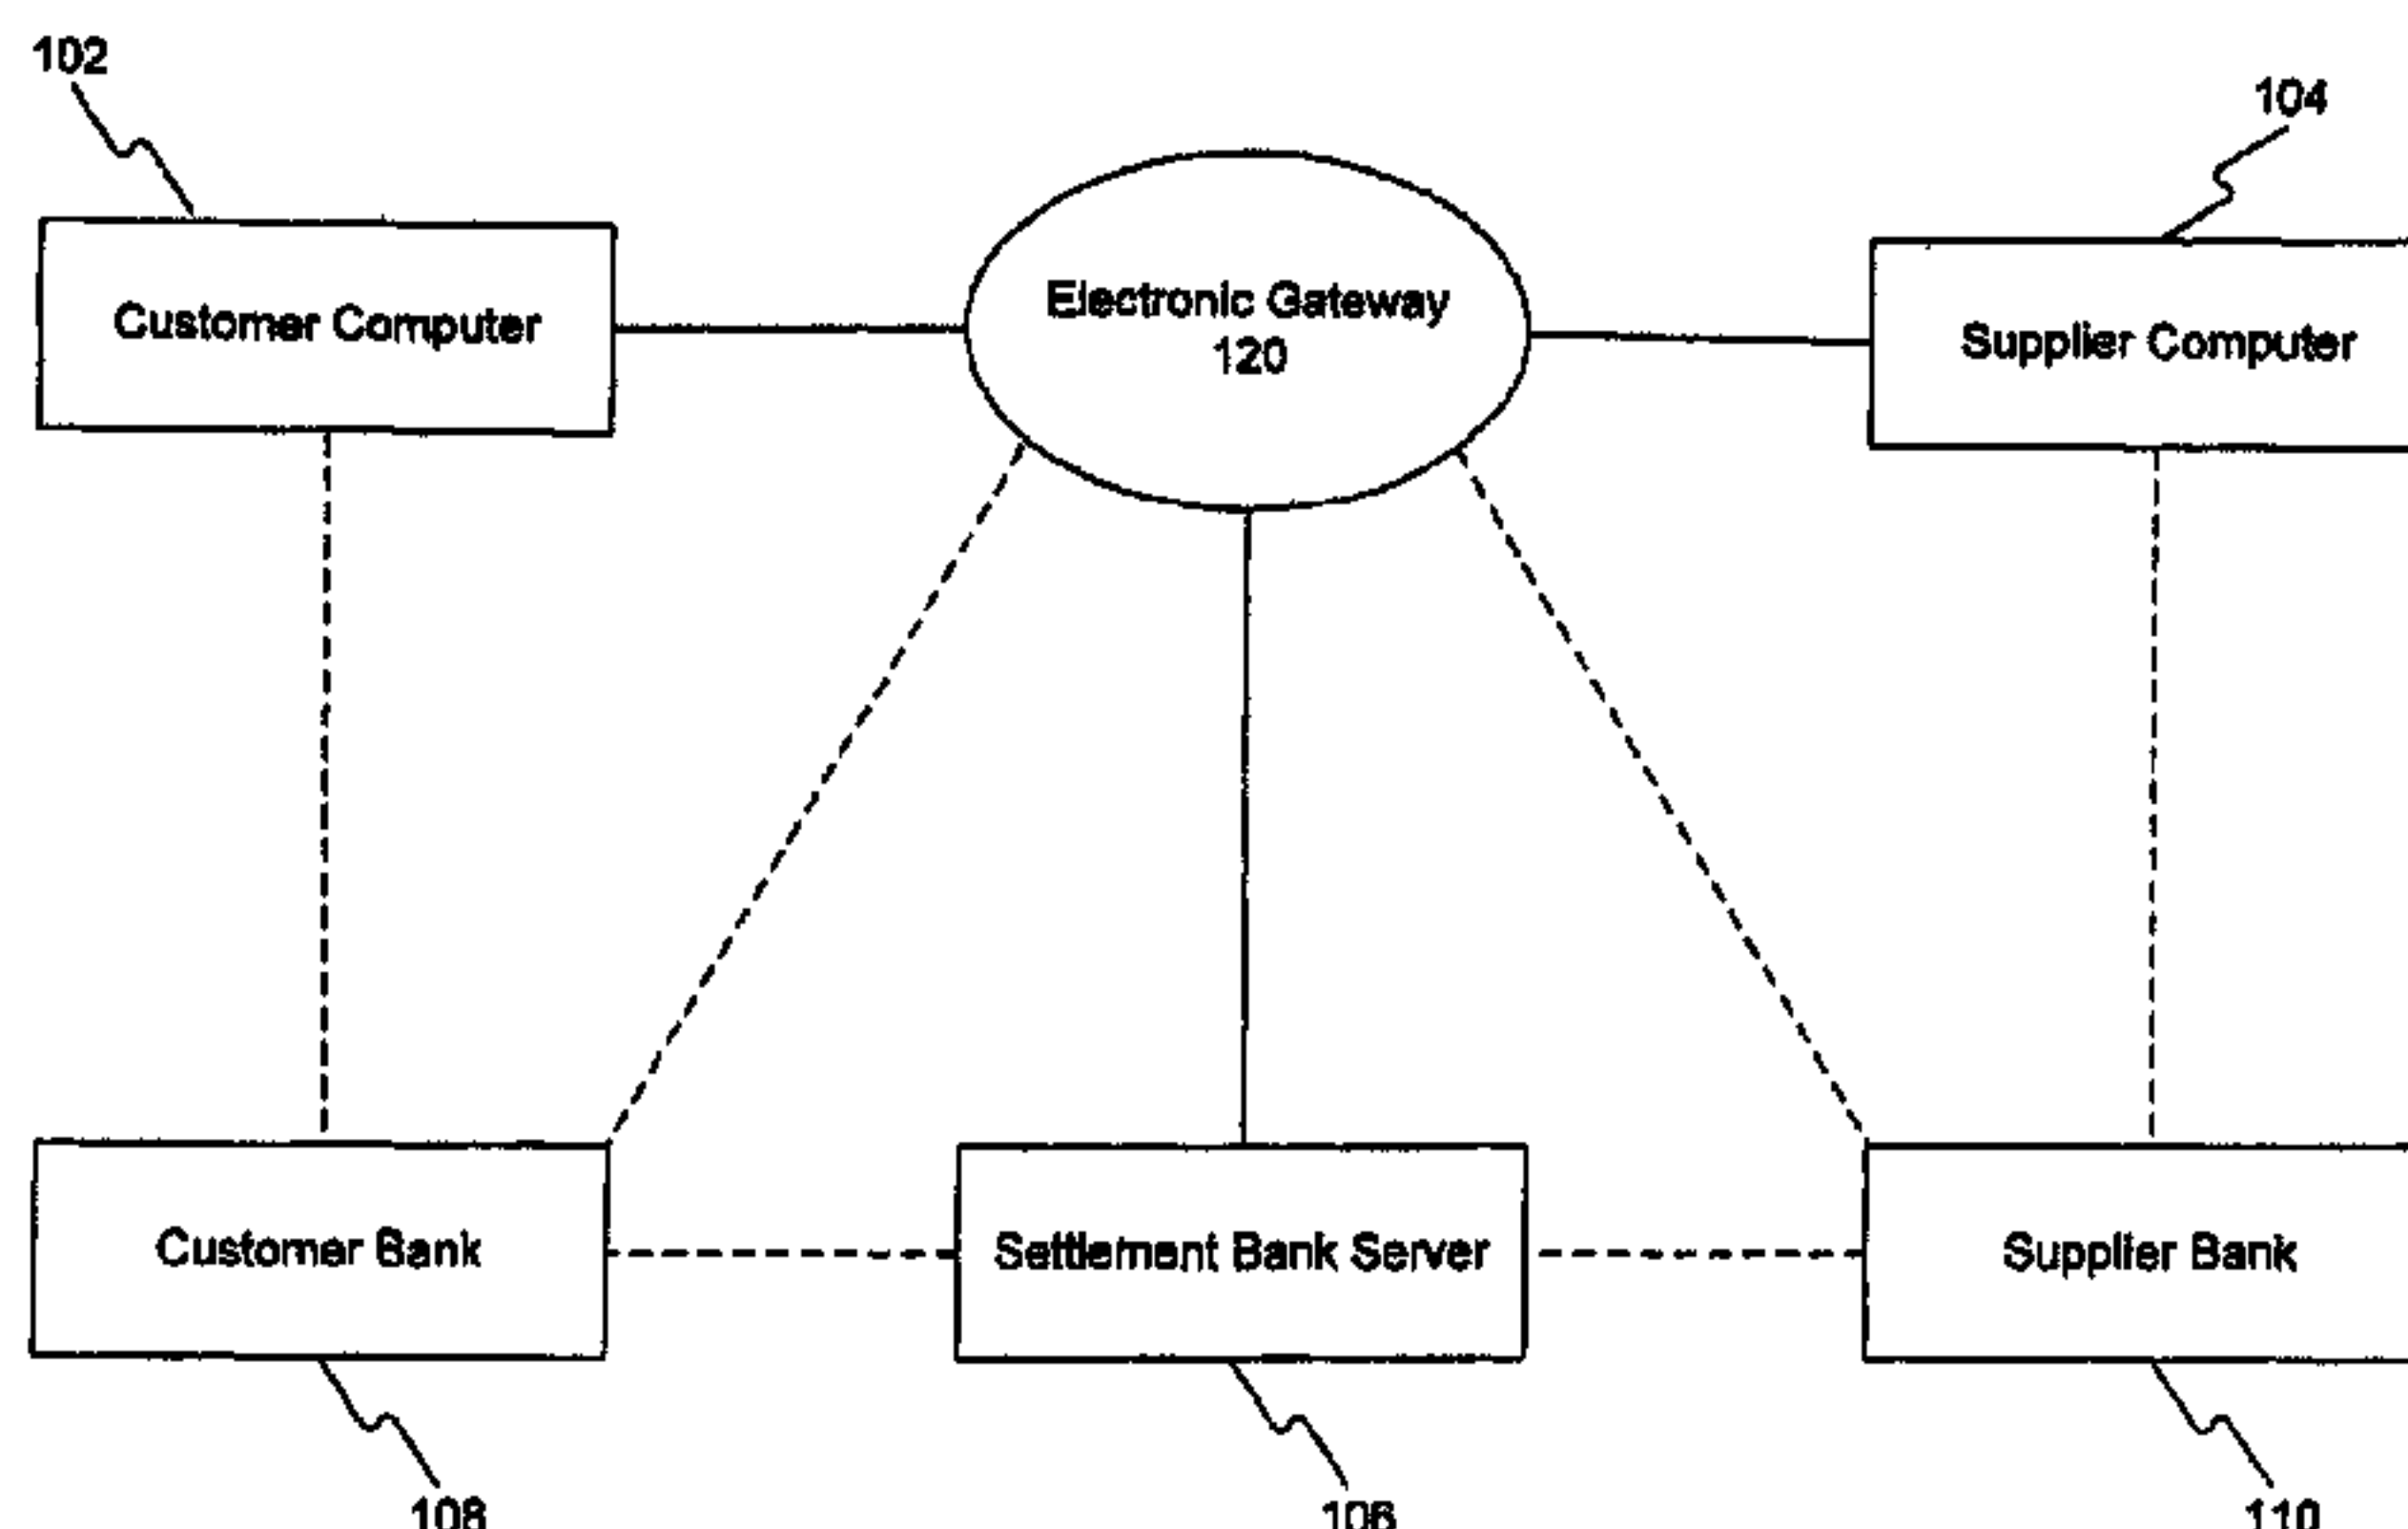 102
104
Electronic Gateway
120
Customer Computer
Supplier Computer
Customer Bank
Settlement Bank Server
Supplier Bank
108
106
110